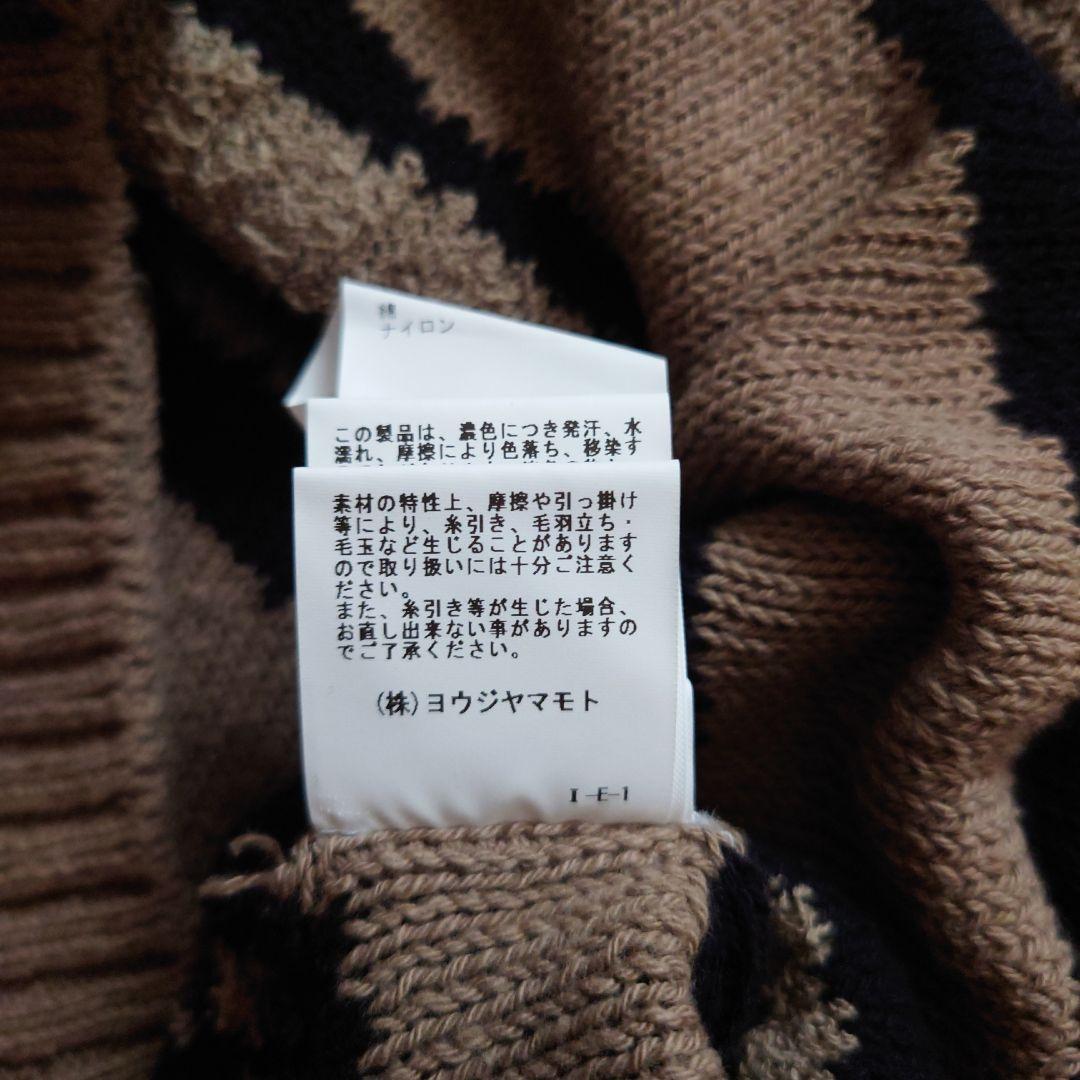 綿
ナイロン
この製品は、濃色につき発汗、水
濡れ、摩擦により色落ち、移染す
素材の特性上、摩擦や引っ掛け
等により、糸引き、毛羽立ち・
毛玉など生じることがあります
ので取り扱いには十分ご注意く
ださい。
また、糸引き等が生じた場合、
お直し出来ない事がありますの
でご了承ください。
(株)ヨウジヤマモト
I-E-1